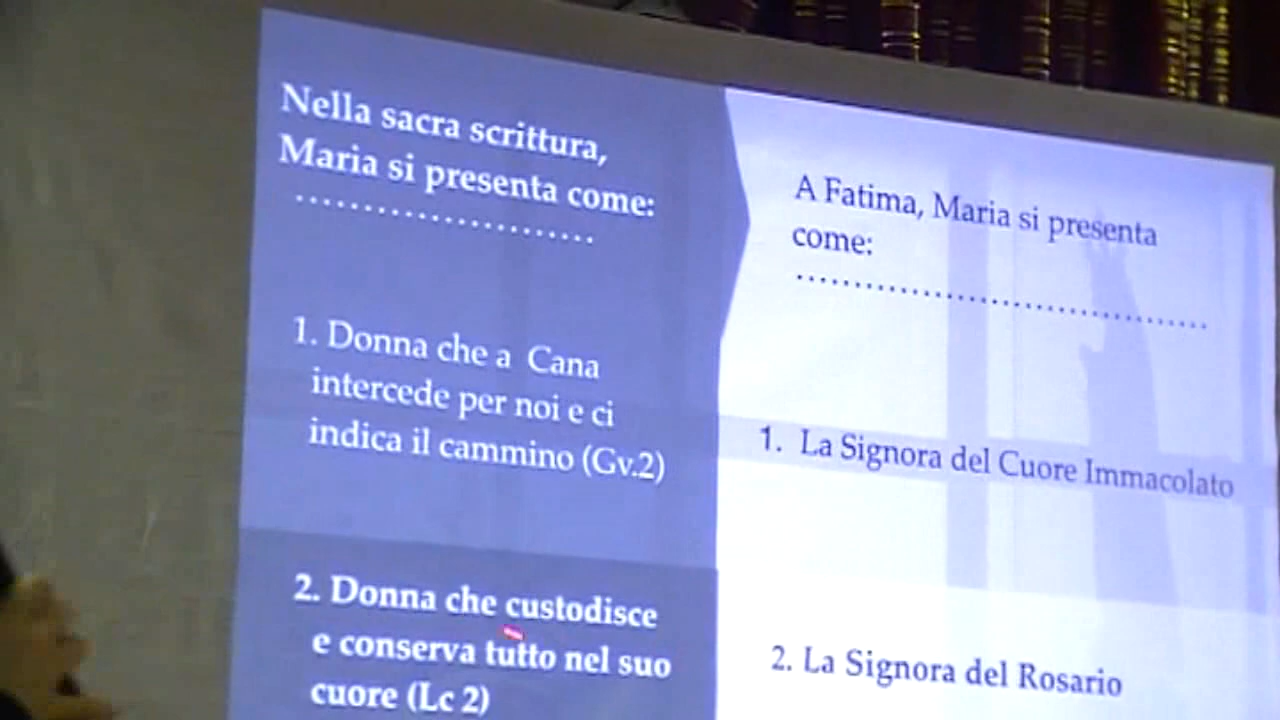 Nella sacra scrittura,
Maria si presenta come:
........................
1. Donna che a Cana
intercede per noi e ci
indica il cammino (Gv.2)
2. Donna che custodisce
e conserva tutto nel suo
cuore (Lc 2)
A Fatima, Maria si presenta
come:
....................................
1. La Signora del Cuore Immacolato
2. La Signora del Rosario